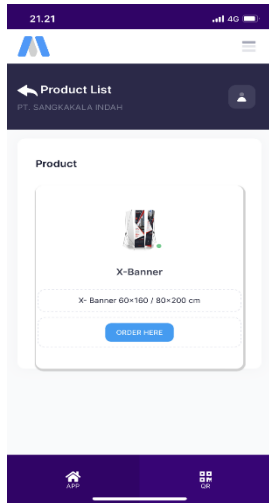 21.21
4G
Product List
PT. SANGKAKALA INDAH
Product
X-Banner
X- Banner 60×160 / 80×200 cm
ORDER HERE
APP
QR